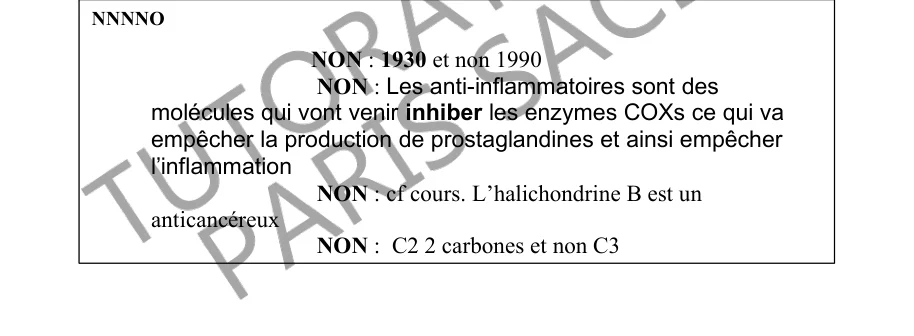 NNNNO
NON : 1930 et non 1990
NON : Les anti-inflammatoires sont des
molécules qui vont venir inhiber les enzymes COXs ce qui va
empêcher la production de prostaglandines et ainsi empêcher
l'inflammation
NON : cf cours. L'halichondrine B est un
anticancéreux
NON : C2 2 carbones et non C3
TUTORAT
PARIS SACL